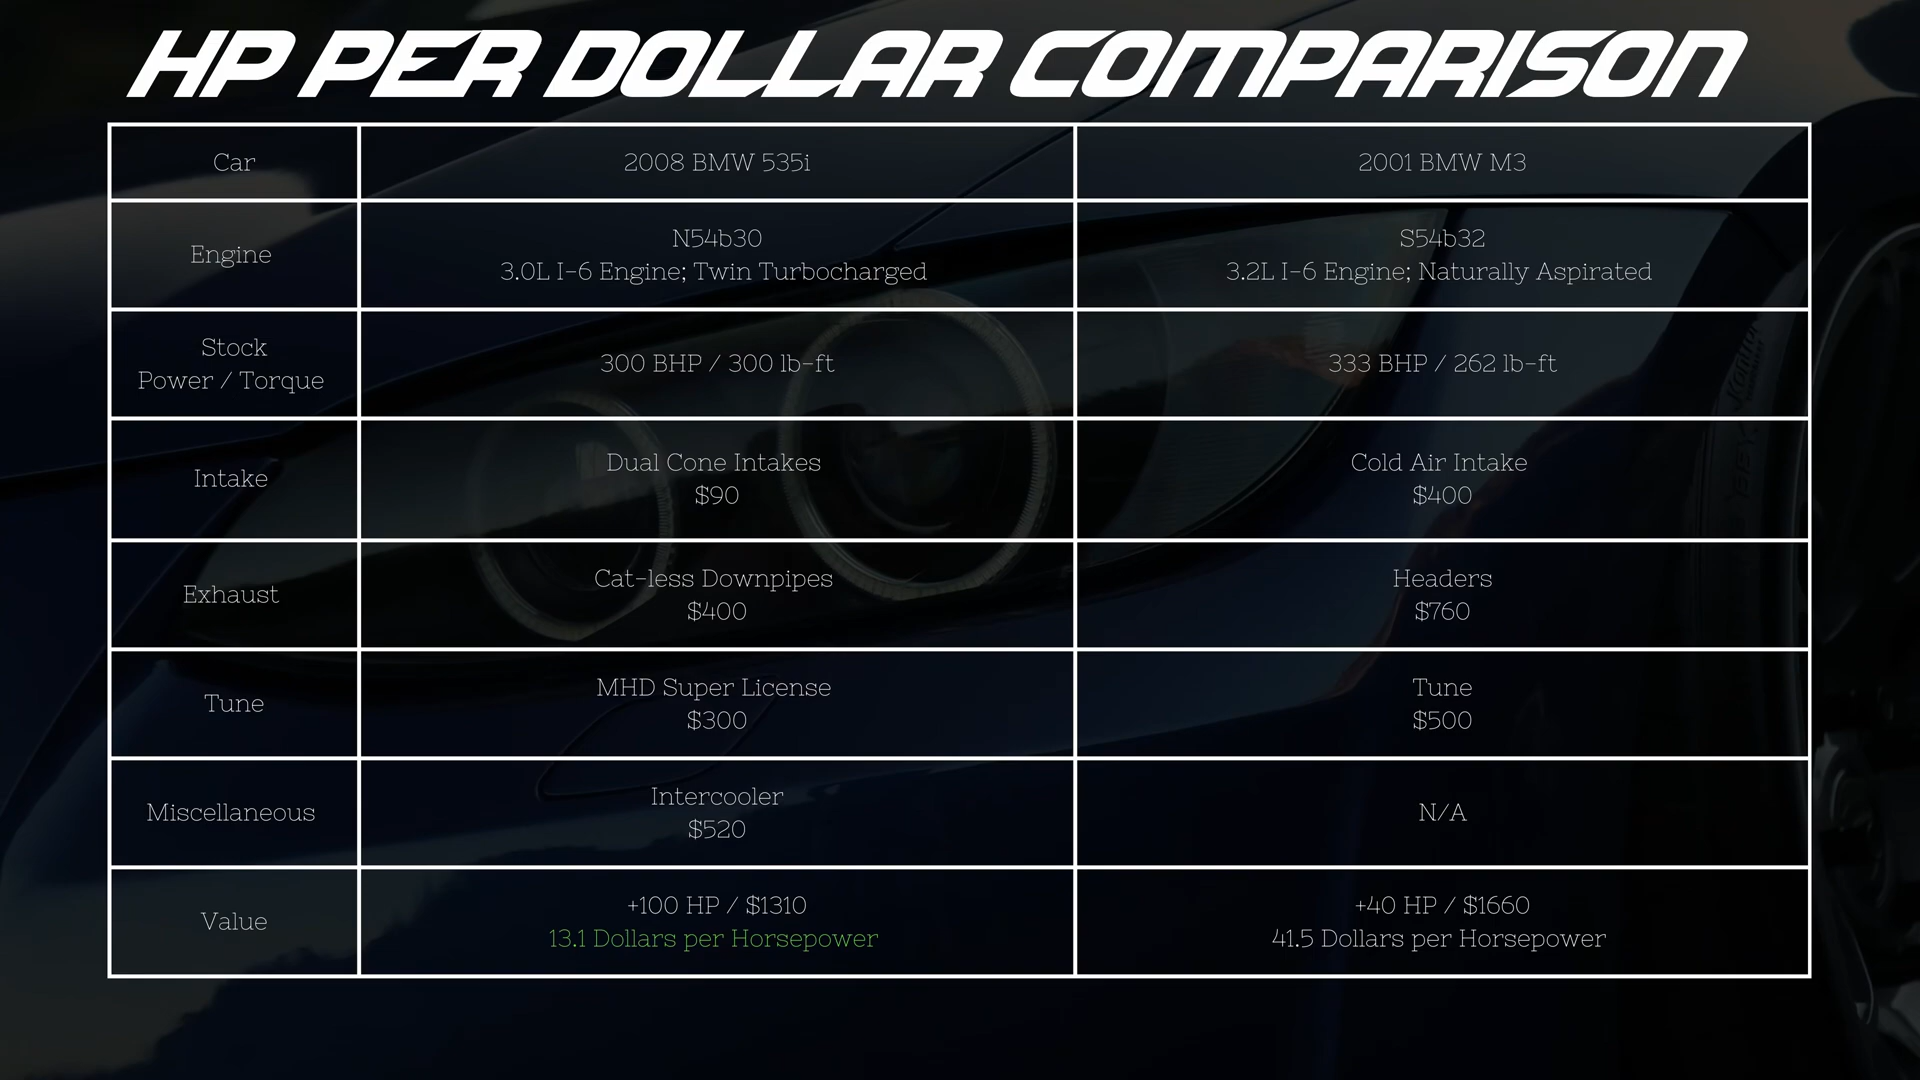 HP PER DOLLAR COMPARISON
Car
2008 BMW 535i
2001 BMW M3
Engine
N54b30
3.0L I-6 Engine; Twin Turbocharged
S54b32
3.2L I-6 Engine; Naturally Aspirated
Stock
Power / Torque
300 BHP / 300 lb-ft
333 BHP / 262 lb-ft
Intake
Dual Cone Intakes
$90
Cold Air Intake
$400
Exhaust
Cat-less Downpipes
$400
Headers
$760
Tune
MHD Super License
$300
Tune
$500
Miscellaneous
Intercooler
$520
N/A
Value
+100 HP / $1310
13.1 Dollars per Horsepower
+40 HP / $1660
41.5 Dollars per Horsepower